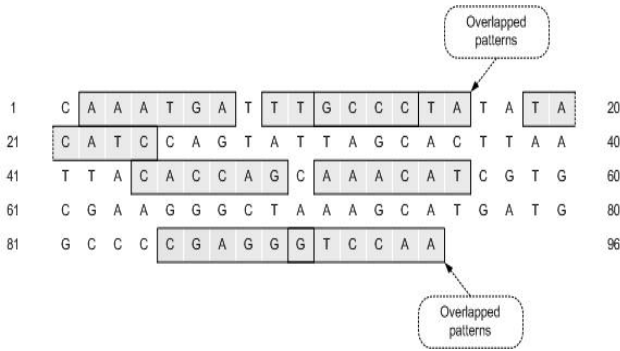 Overlapped
patterns
1 C A A A T G A T T T G C C C T A T A T A 20
21 C A T C C A G T A T T A G C A C T T A A 40
41 T T A C A C C A G C A A A C A T C G T G 60
61 C G A A G G G C T A A A G C A T G A T G 80
81 G C C C C G A G G G T C C A A 96
Overlapped
patterns